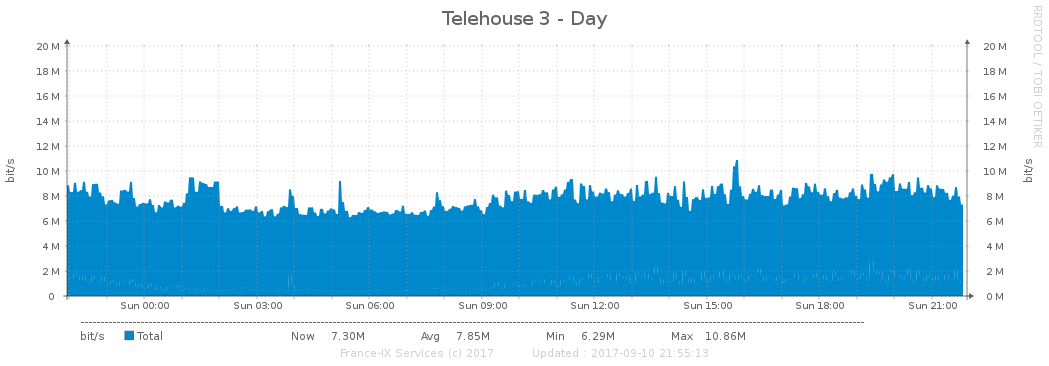 Telehouse 3 - Day
RRDTOOL / TOBI OETIKER
bit/s
bit/s
20 M 20 M
18 M 18 M
16 M 16 M
14 M 14 M
12 M 12 M
10 M 10 M
8 M 8 M
6 M 6 M
4 M 4 M
2 M 2 M
0 0 M
Sun 00:00 Sun 03:00 Sun 06:00 Sun 09:00 Sun 12:00 Sun 15:00 Sun 18:00 Sun 21:00
bit/s Total Now 7.30M Avg 7.85M Min 6.29M Max 10.86M
France-IX Services (c) 2017 Updated : 2017-09-10 21:55:13